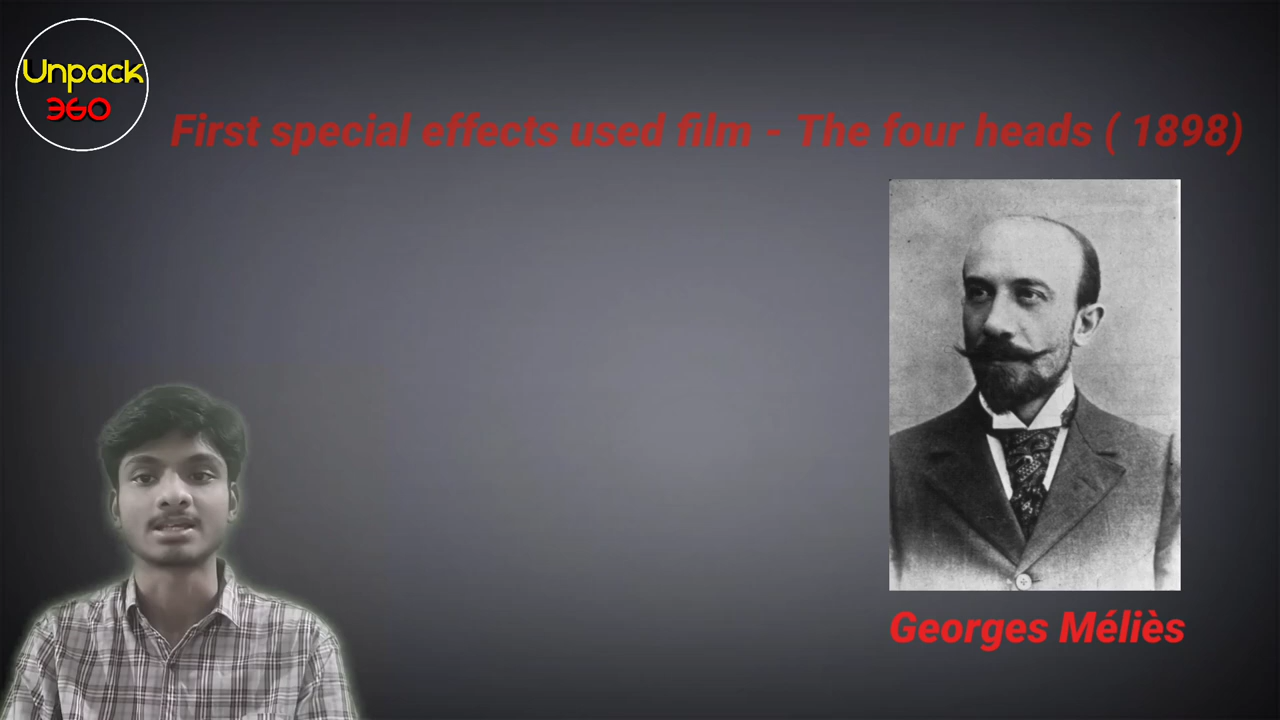 Unpack
360
First special effects used film - The four heads ( 1898)
Georges Méliès